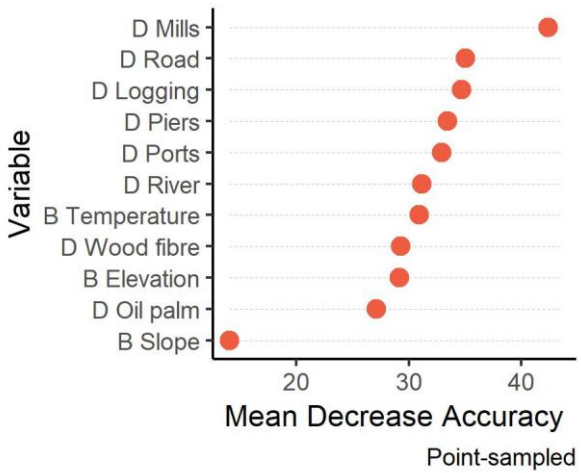 Variable
D Mills
D Road
D Logging
D Piers
D Ports
D River
B Temperature
D Wood fibre
B Elevation
D Oil palm
B Slope
20 30 40
Mean Decrease Accuracy
Point-sampled